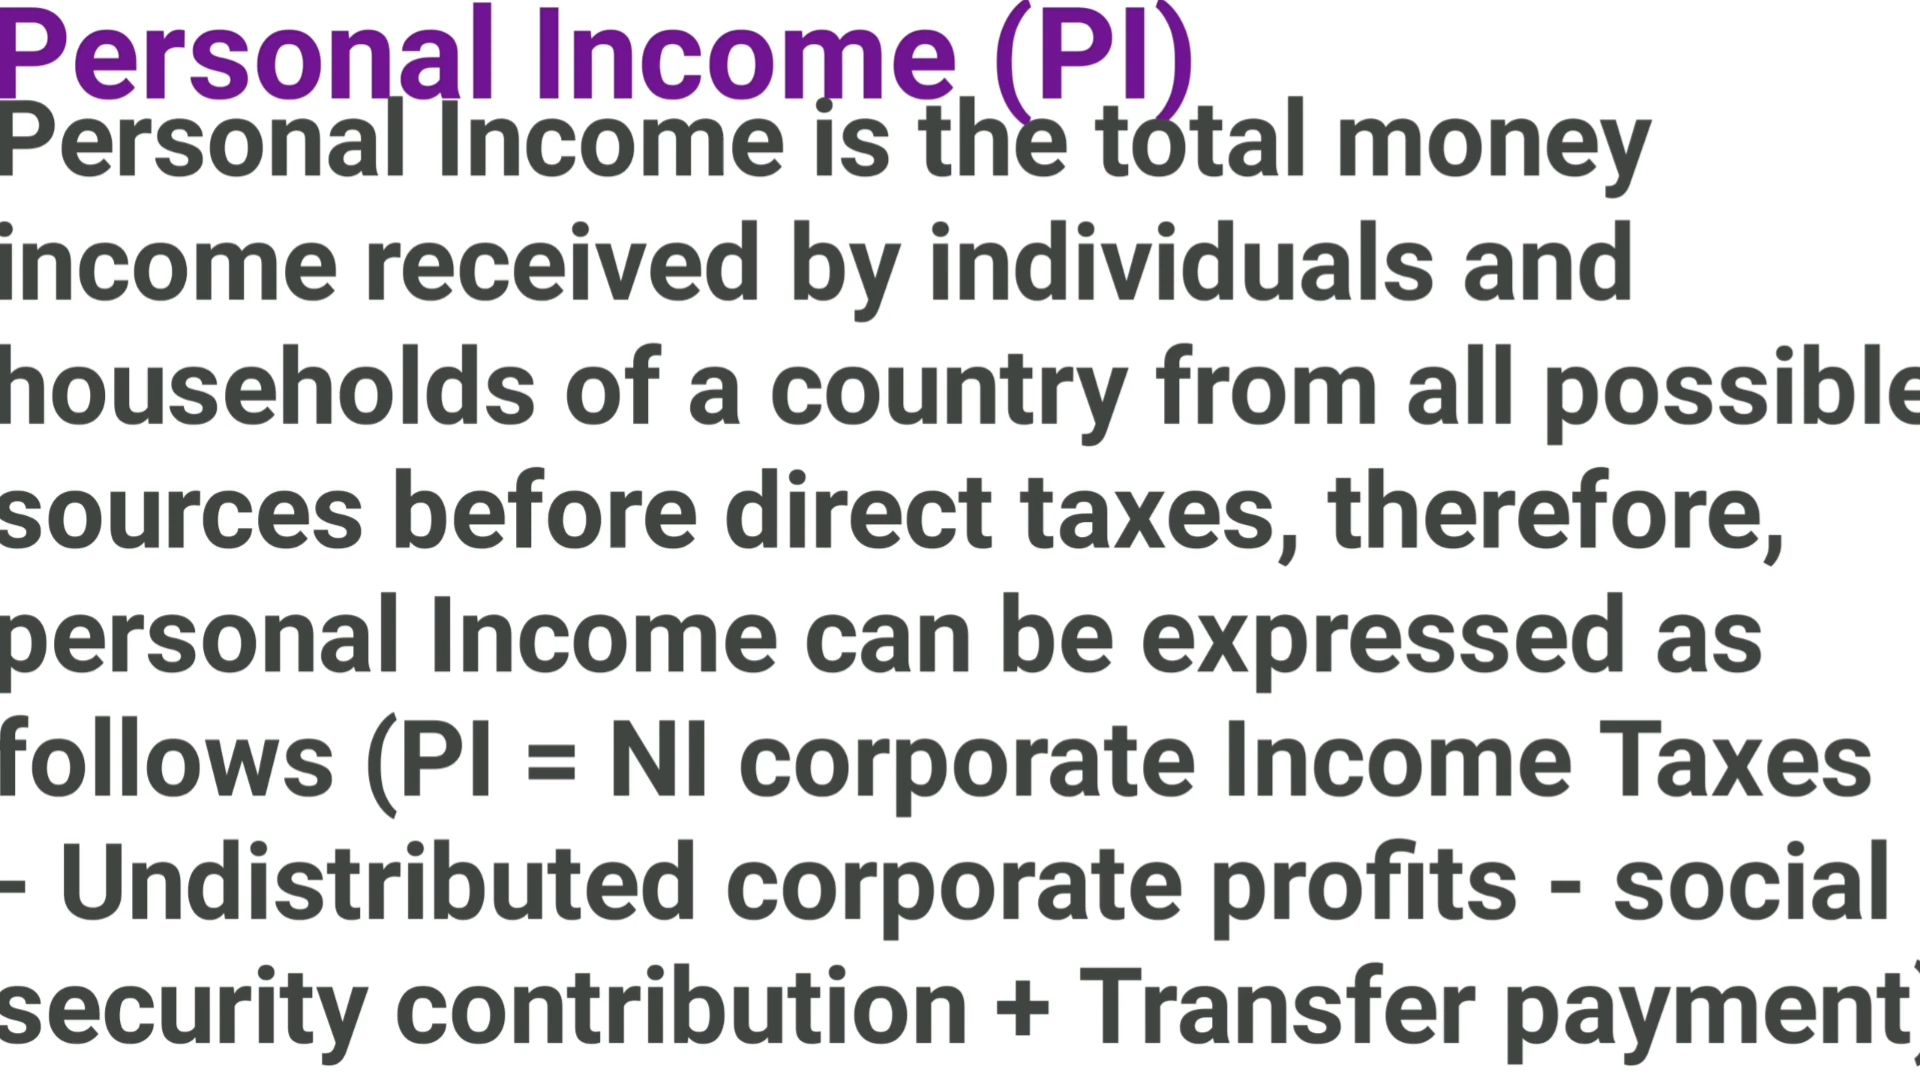 Personal Income (PI)
Personal Income is the total money
income received by individuals and
households of a country from all possible
sources before direct taxes, therefore,
personal Income can be expressed as
follows (PI = NI corporate Income Taxes
- Undistributed corporate profits - social
security contribution + Transfer payment)